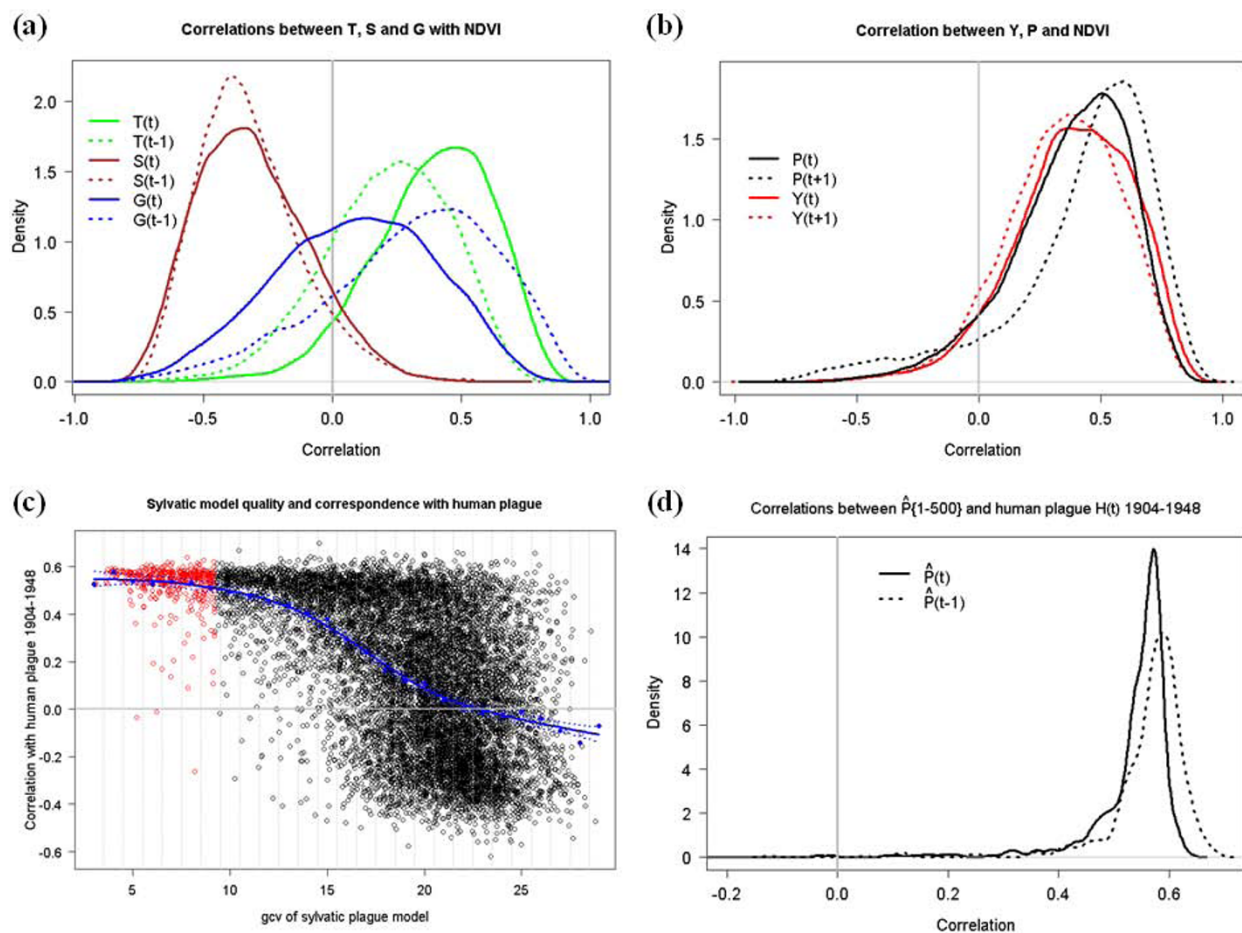 (a)
Correlations between T, S and G with NDVI
Density
2.0
1.5
1.0
0.5
0.0
T(t)
T(t-1)
S(t)
S(t-1)
G(t)
G(t-1)
-1.0 -0.5 0.0 0.5 1.0
Correlation
(b)
Correlation between Y, P and NDVI
Density
1.5
1.0
0.5
0.0
P(t)
P(t+1)
Y(t)
Y(t+1)
-1.0 -0.5 0.0 0.5 1.0
Correlation
(c)
Sylvatic model quality and correspondence with human plague
Correlation with human plague 1904-1948
0.6
0.4
0.2
0.0
-0.2
-0.4
-0.6
5 10 15 20 25
gcv of sylvatic plague model
(d)
Correlations between P̂{1-500} and human plague H(t) 1904-1948
Density
14
12
10
8
6
4
2
0
P̂(t)
P̂(t-1)
-0.2 0.0 0.2 0.4 0.6
Correlation